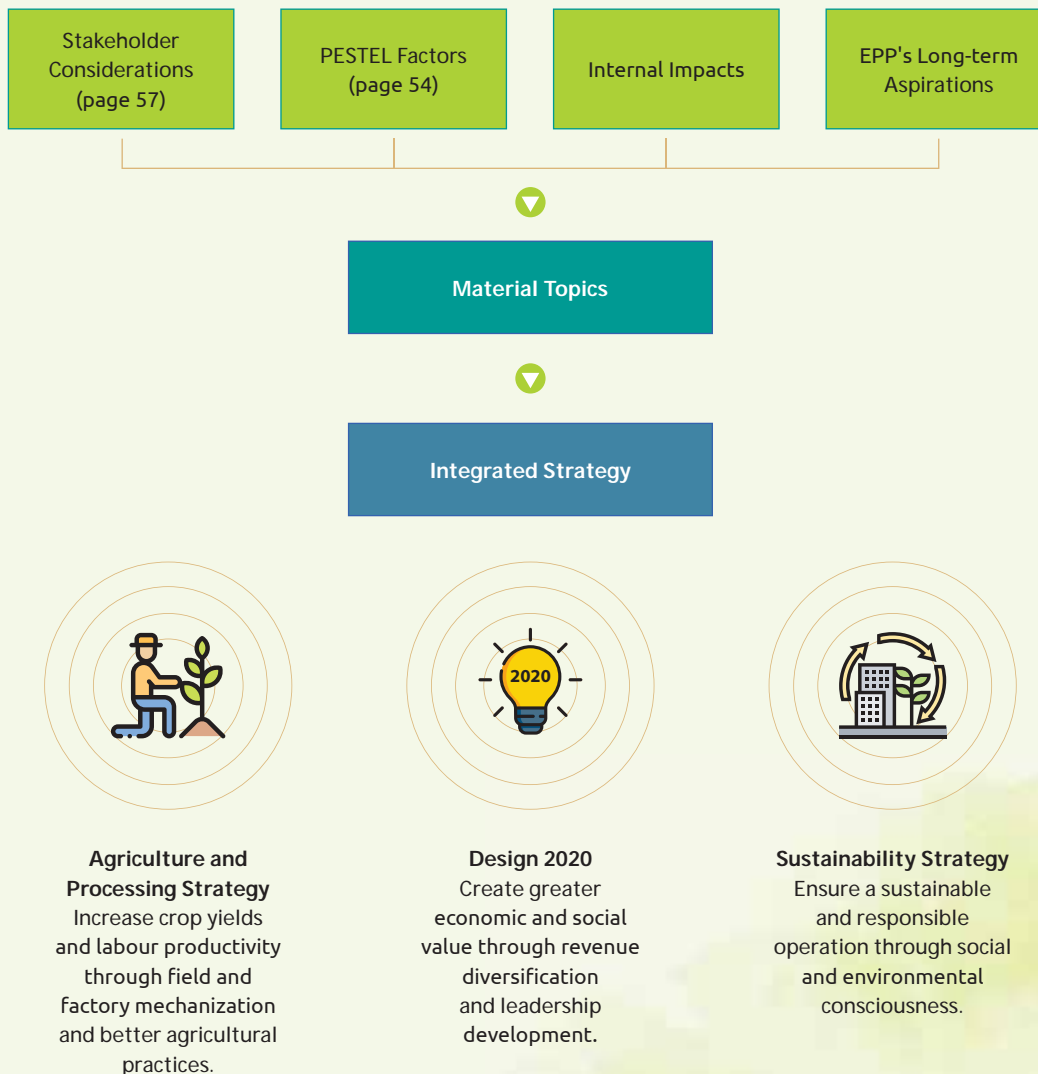 Stakeholder
Considerations
(page 57)
PESTEL Factors
(page 54)
Internal Impacts
EPP's Long-term
Aspirations
Material Topics
Integrated Strategy
2020
Agriculture and
Processing Strategy
Increase crop yields
and labour productivity
through field and
factory mechanization
and better agricultural
practices.
Design 2020
Create greater
economic and social
value through revenue
diversification
and leadership
development.
Sustainability Strategy
Ensure a sustainable
and responsible
operation through social
and environmental
consciousness.